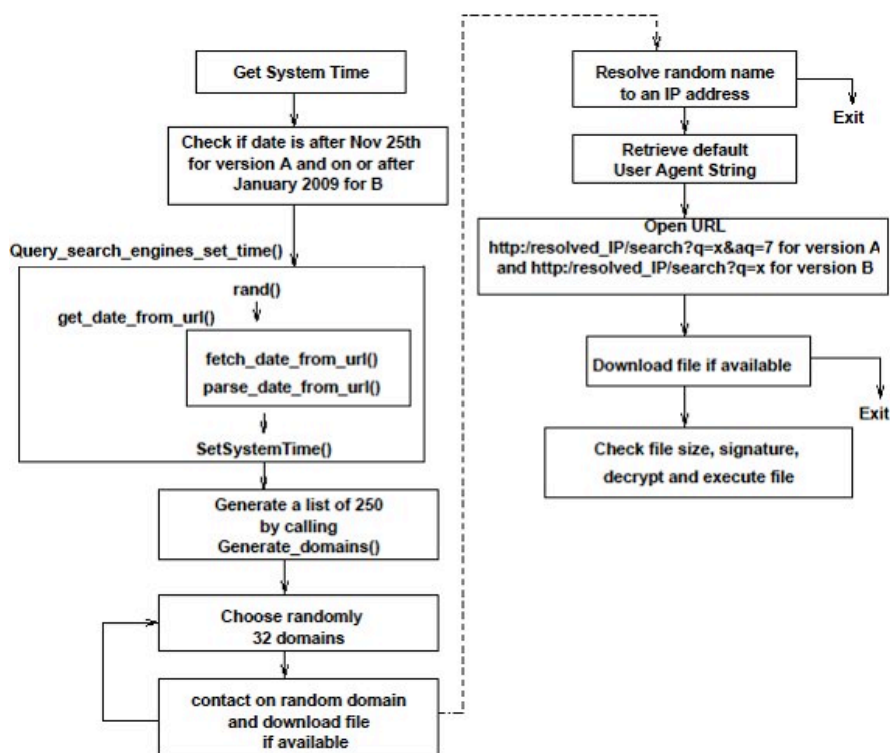 Get System Time
Check if date is after Nov 25th
for version A and on or after
January 2009 for B
Query_search_engines_set_time()
rand()
get_date_from_url()
fetch_date_from_url()
parse_date_from_url()
SetSystemTime()
Generate a list of 250
by calling
Generate_domains()
Choose randomly
32 domains
contact on random domain
and download file
if available
Resolve random name
to an IP address
Exit
Retrieve default
User Agent String
Open URL
http:/resolved_IP/search?q=x&aq=7 for version A
and http:/resolved_IP/search?q=x for version B
Download file if available
Exit
Check file size, signature,
decrypt and execute file